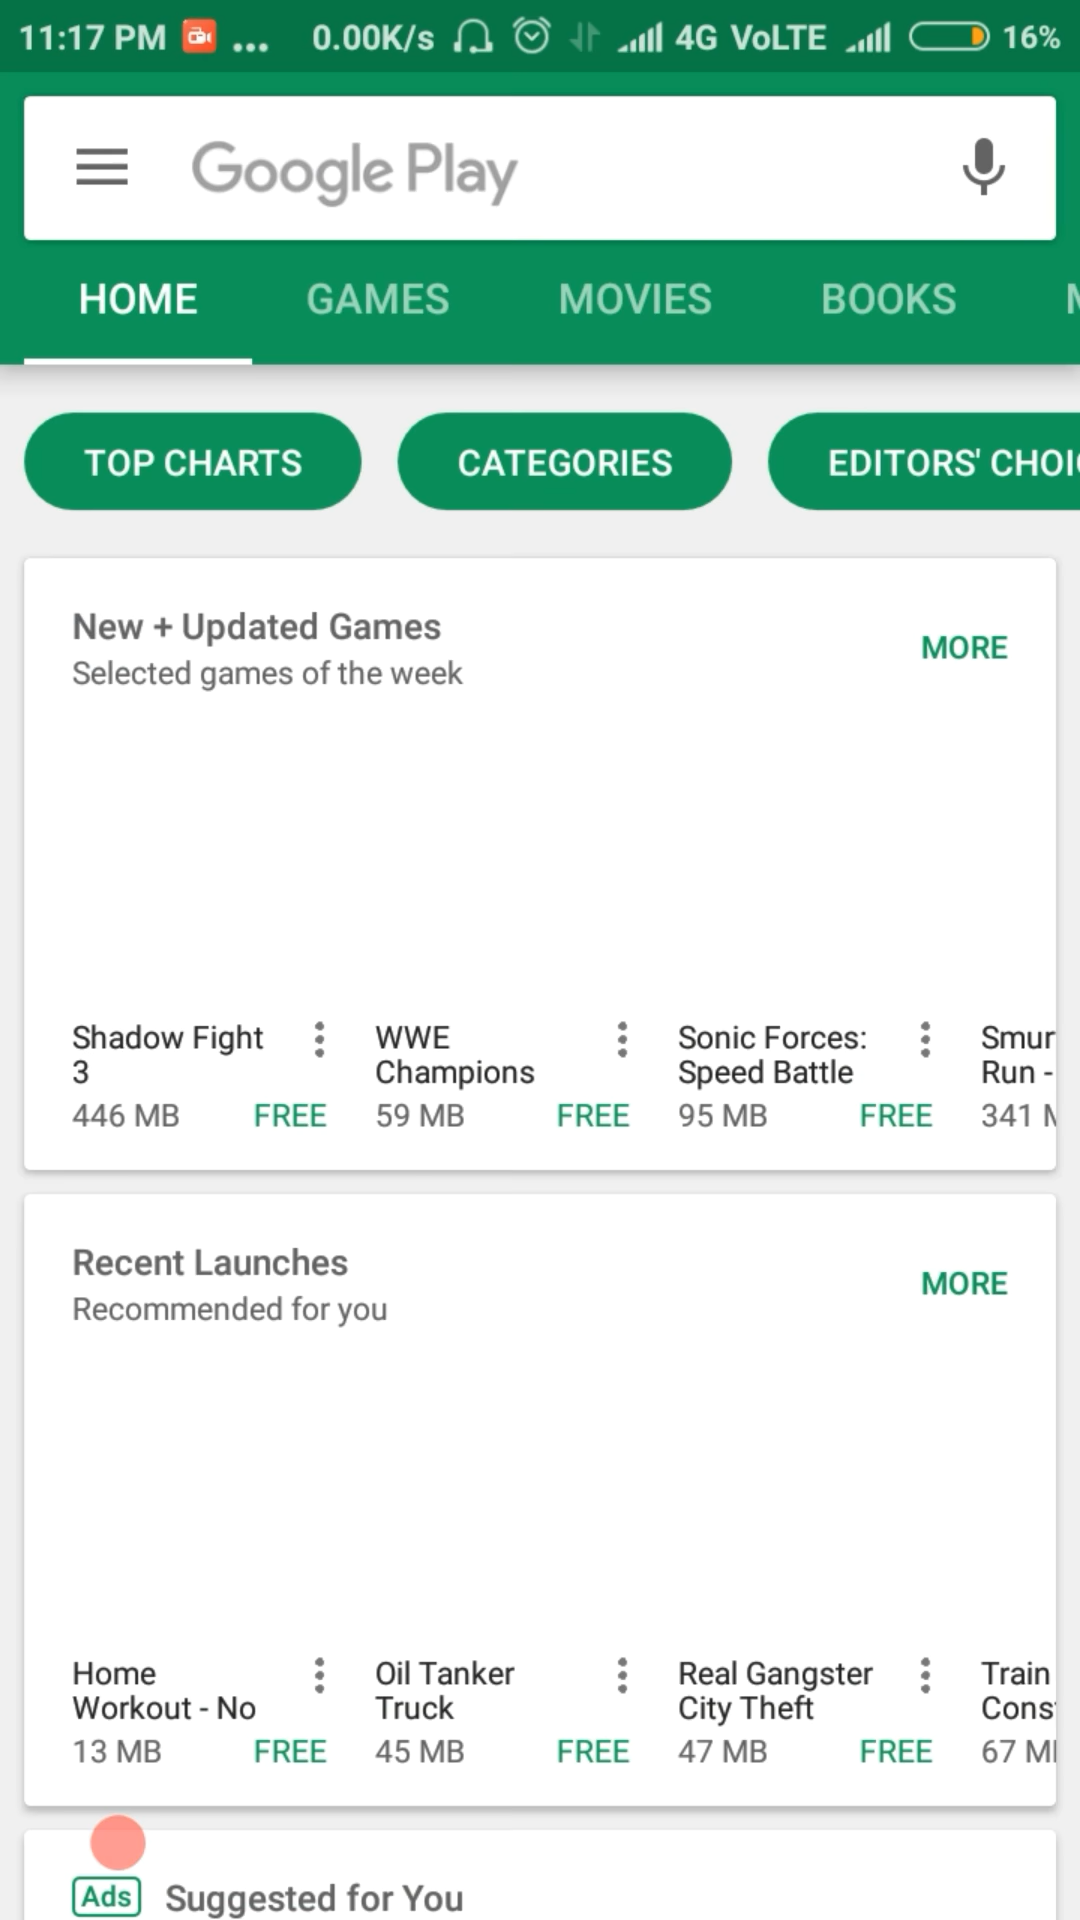 11:17 PM ... 0.00K/s 4G VoLTE 16%
Google Play
HOME GAMES MOVIES BOOKS
TOP CHARTS CATEGORIES EDITORS'
New + Updated Games
MORE
Selected games of the week
Shadow Fight 3
446 MB FREE
WWE Champions
59 MB FREE
Sonic Forces: Speed Battle
95 MB FREE
Run -
341
Recent Launches
MORE
Recommended for you
Home Workout - No
13 MB FREE
Oil Tanker Truck
45 MB FREE
Real Gangster City Theft
47 MB FREE
Train
67
Ads Suggested for You